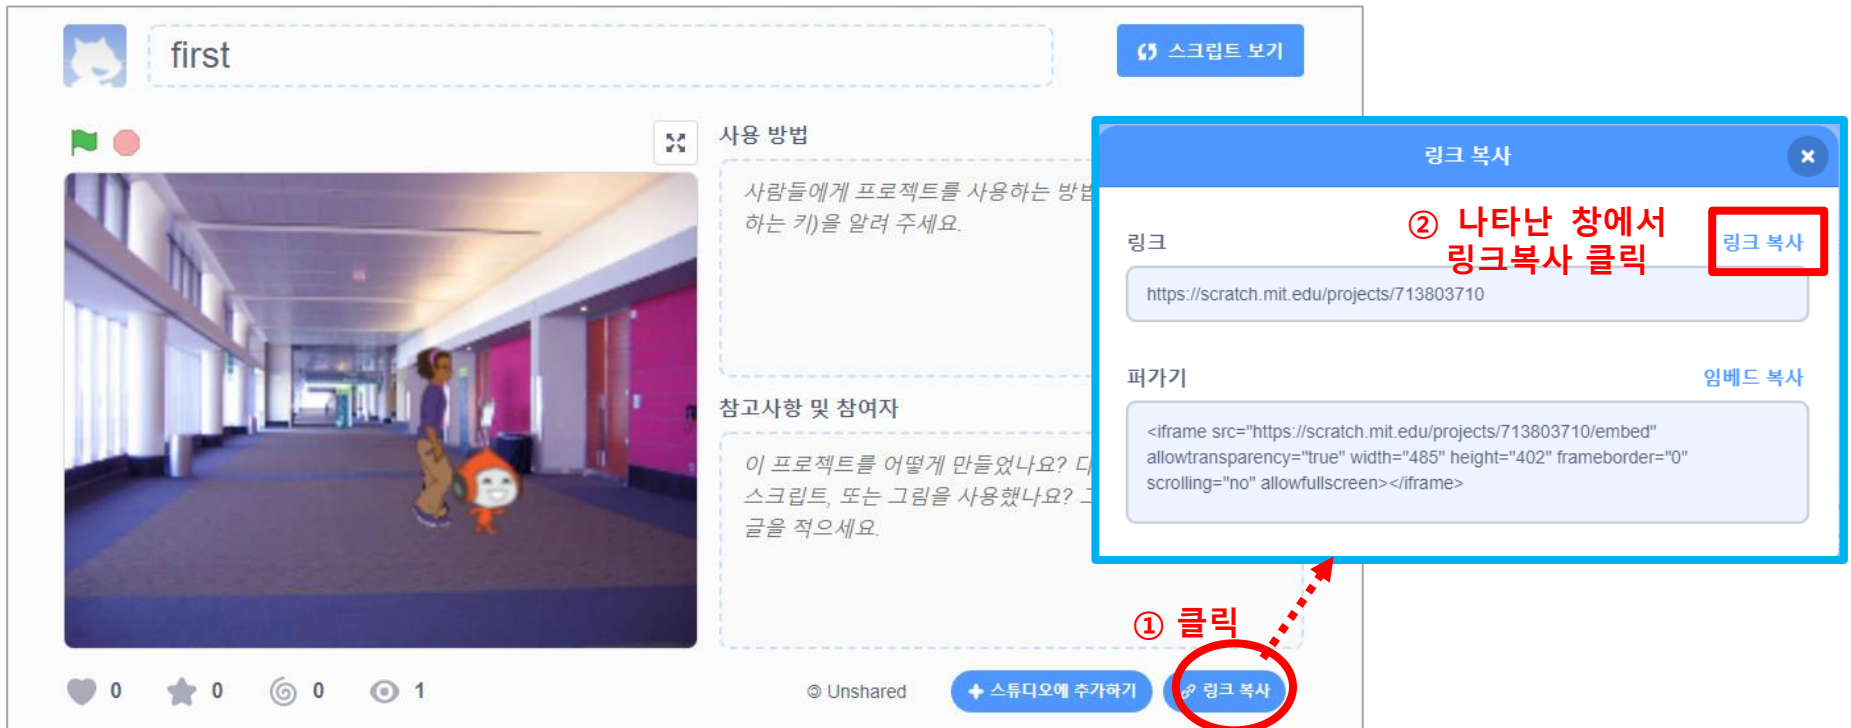 first
스크립트 보기
사용 방법
사람들에게 프로젝트를 사용하는 방법
하는 키)을 알려 주세요.
참고사항 및 참여자
이 프로젝트를 어떻게 만들었나요?
스크립트, 또는 그림을 사용했나요?
글을 적으세요.
① 클릭
0
0
0
1
Unshared
스튜디오에 추가하기
링크 복사
링크 복사
② 나타난 창에서
링크복사 클릭
링크
링크 복사
https://scratch.mit.edu/projects/713803710
퍼가기
임베드 복사
<iframe src="https://scratch.mit.edu/projects/713803710/embed"
allowtransparency="true" width="485" height="402" frameborder="0"
scrolling="no" allowfullscreen></iframe>